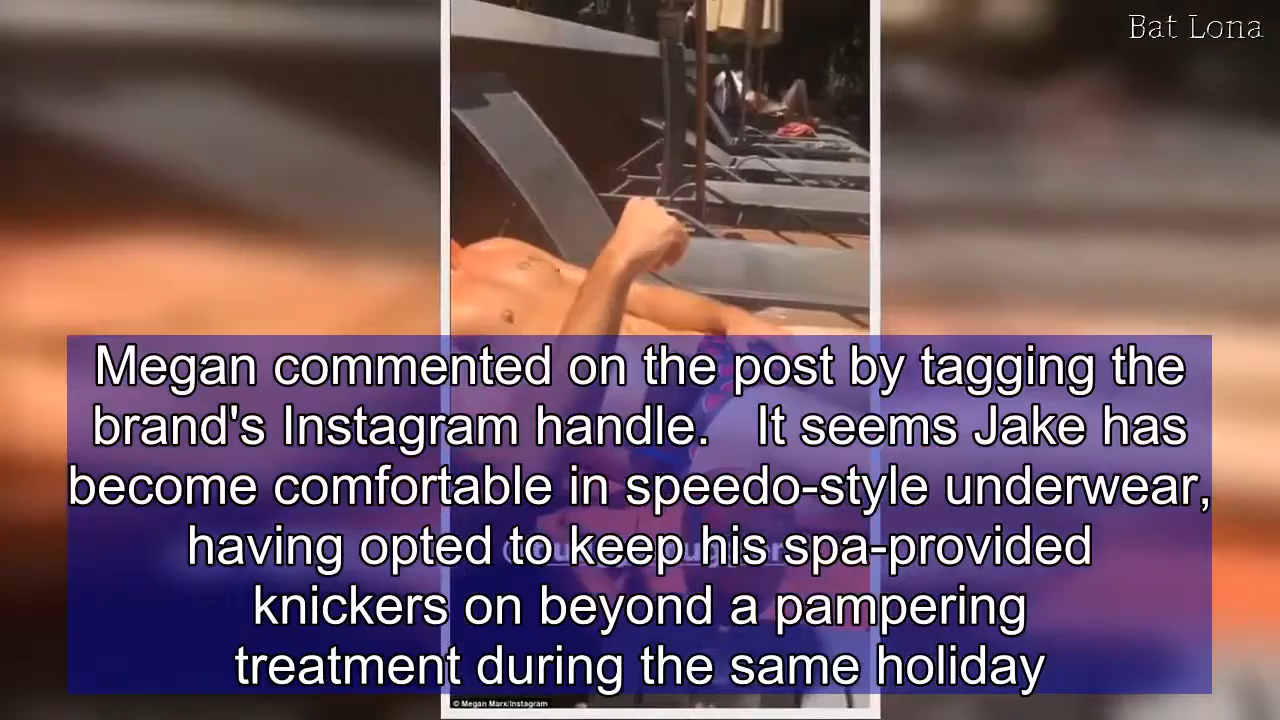 Bat Lona
Megan commented on the post by tagging the
brand's Instagram handle.   It seems Jake has
become comfortable in speedo-style underwear,
having opted to keep his spa-provided
knickers on beyond a pampering
treatment during the same holiday
© Megan Marx/Instagram